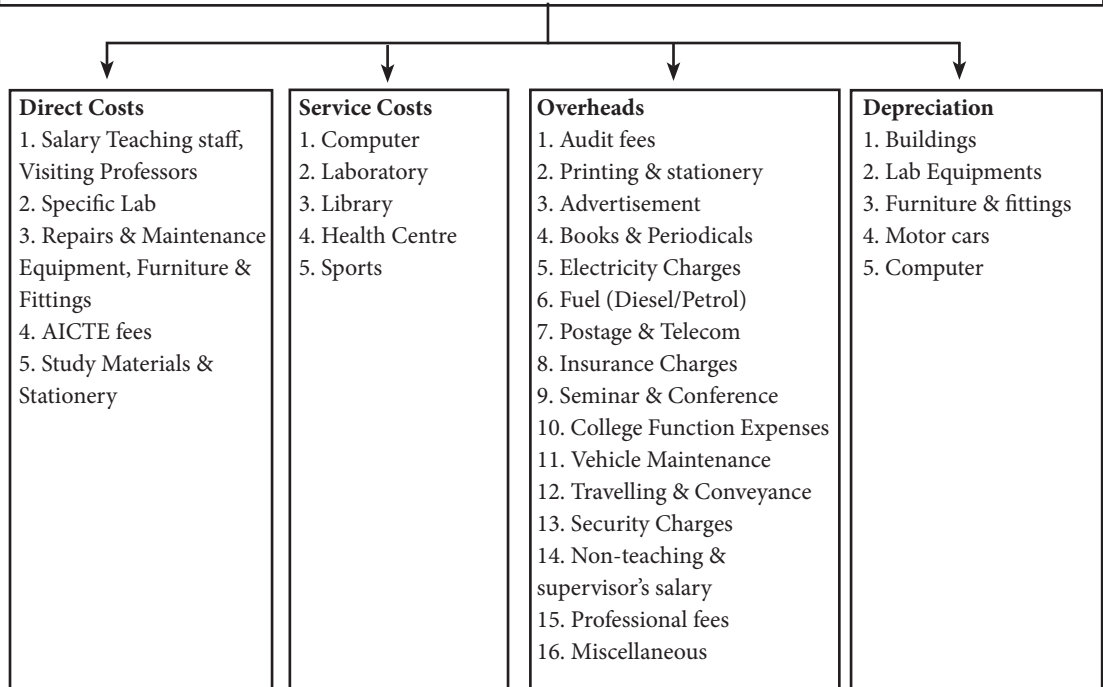 Direct Costs
1. Salary Teaching staff,
Visiting Professors
2. Specific Lab
3. Repairs & Maintenance
Equipment, Furniture &
Fittings
4. AICTE fees
5. Study Materials &
Stationery
Service Costs
1. Computer
2. Laboratory
3. Library
4. Health Centre
5. Sports
Overheads
1. Audit fees
2. Printing & stationery
3. Advertisement
4. Books & Periodicals
5. Electricity Charges
6. Fuel (Diesel/Petrol)
7. Postage & Telecom
8. Insurance Charges
9. Seminar & Conference
10. College Function Expenses
11. Vehicle Maintenance
12. Travelling & Conveyance
13. Security Charges
14. Non-teaching &
supervisor’s salary
15. Professional fees
16. Miscellaneous
Depreciation
1. Buildings
2. Lab Equipments
3. Furniture & fittings
4. Motor cars
5. Computer